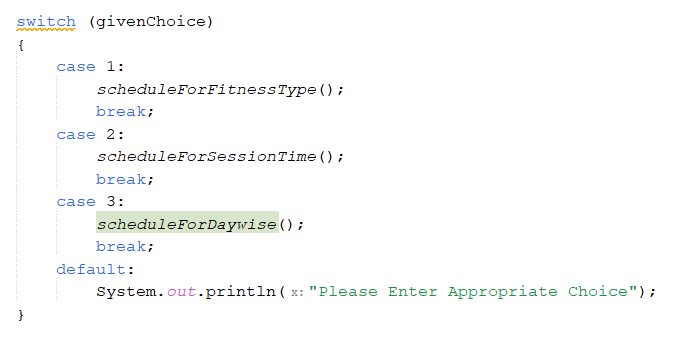 switch (givenChoice)
{
case 1:
scheduleForFitnessType();
break;
case 2:
scheduleForSessionTime();
break;
case 3:
scheduleForDaywise();
break;
default:
System.out.println( x: "Please Enter Appropriate Choice");
}